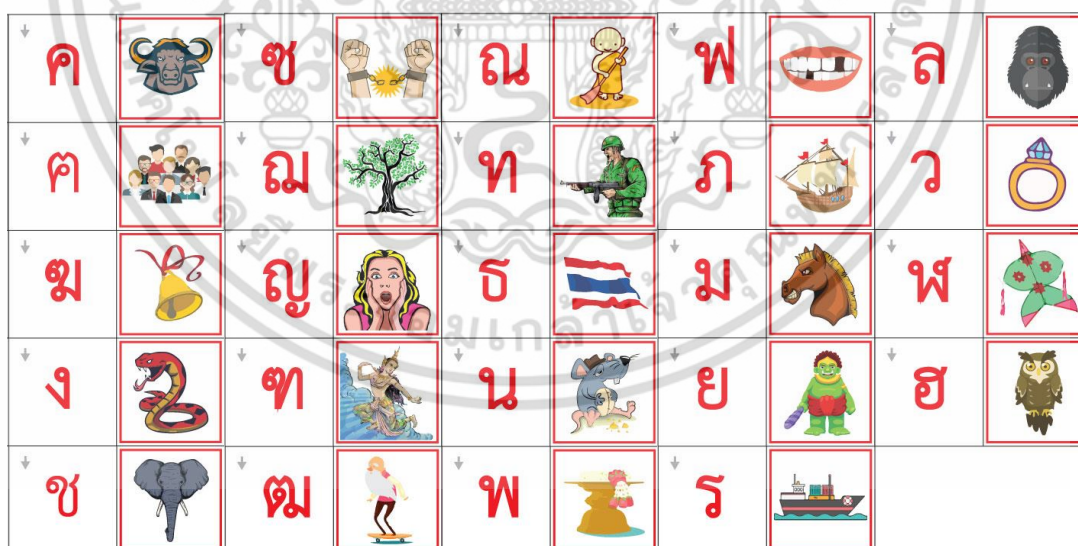 ค ซ ณ ฟ ล
ฅ ฌ ท ภ ว
ฆ ญ ธ ม ฬ
ง ฑ น ย ฮ
ช ฒ พ ร